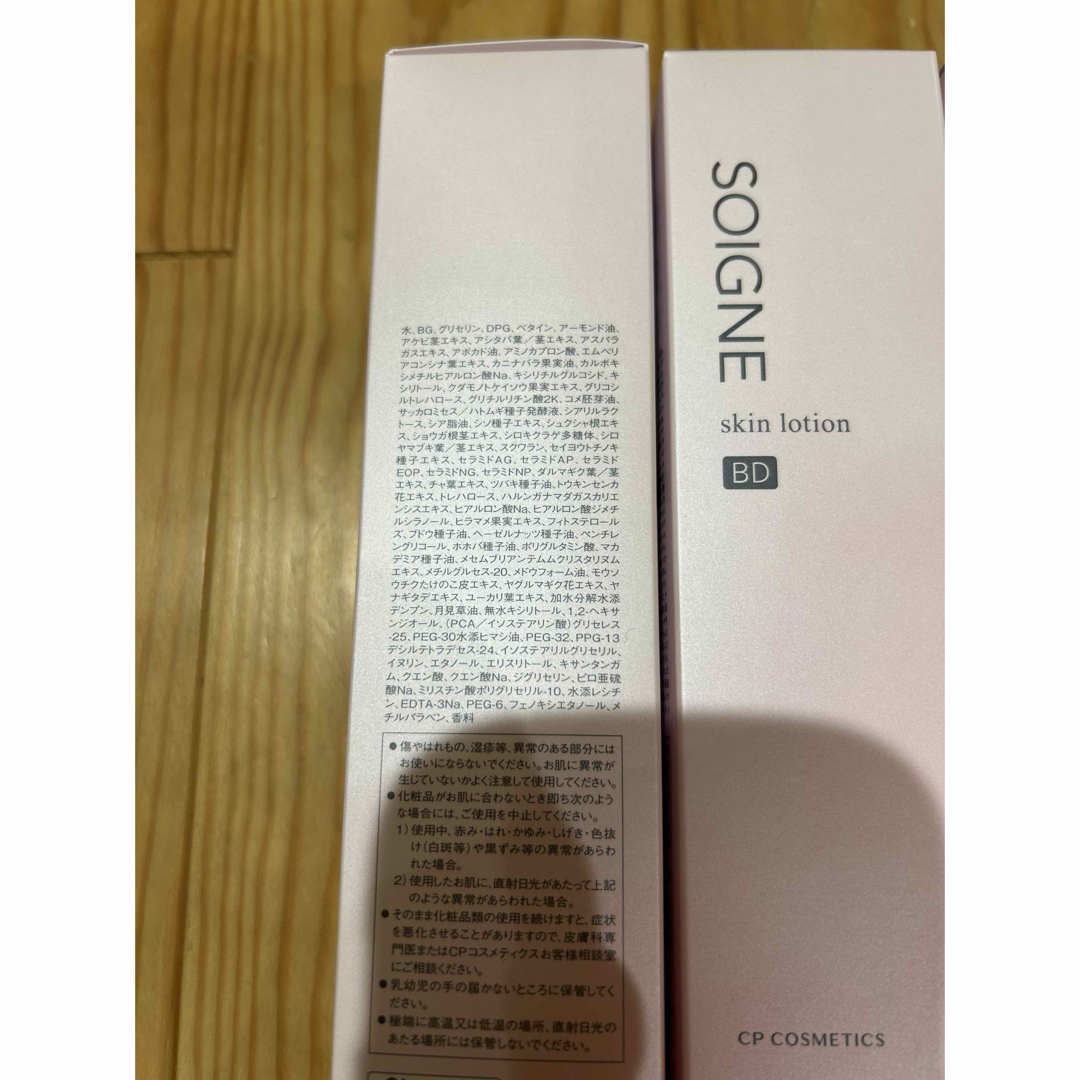 水、BG、グリセリン、DPG、ベタイン、アーモンド油、
アケビ茎エキス、アシタバ葉／茎エキス、アスパラ
ガスエキス、アボカド油、アミノカプロン酸、エムベリ
アコンシナ葉エキス、カニナバラ果実油、カルボキ
シメチルヒアルロン酸Na、キシリチルグルコシド、キ
シリトール、クダモノトケイソウ果実エキス、グリコシ
ルトレハロース、グリチルリチン酸2K、コメ胚芽油、
サッカロミセス／ハトムギ種子発酵液、シアリルラク
トース、シア脂油、シソ種子エキス、シュクシャ根エキ
ス、ショウガ根茎エキス、シロキクラゲ多糖体、シロ
ヤマブキ葉／茎エキス、スクワラン、セイヨウトチノキ
種子エキス、セラミドAG、セラミドAP、セラミド
EOP、セラミドNG、セラミドNP、ダルマギク葉／茎
エキス、チャ葉エキス、ツバキ種子油、トウキンセンカ
花エキス、トレハロース、ハルンガナマダガスカリエ
ンシスエキス、ヒアルロン酸Na、ヒアルロン酸ジメチ
ルシラノール、ヒラマメ果実エキス、フィトステロール
ズ、ブドウ種子油、ヘーゼルナッツ種子油、ペンチレ
ングリコール、ホホバ種子油、ポリグルタミン酸、マカ
デミア種子油、メセムブリアンテムムクリスタリヌム
エキス、メチルグルセス-20、メドウフォーム油、モウソ
ウチクたけのこ皮エキス、ヤグルマギク花エキス、ヤ
ナギタデエキス、ユーカリ葉エキス、加水分解水添
デンプン、月見草油、無水キシリトール、1,2-ヘキサ
ンジオール、（PCA／イソステアリン酸）グリセレス
-25、PEG-30水添ヒマシ油、PEG-32、PPG-13
デシルテトラデセス-24、イソステアリルグリセリル、
イヌリン、エタノール、エリスリトール、キサンタンガ
ム、クエン酸、クエン酸Na、ジグリセリン、ピロ亜硫
酸Na、ミリスチン酸ポリグリセリル-10、水添レシチ
ン、EDTA-3Na、PEG-6、フェノキシエタノール、メ
チルパラベン、香料
●傷やはれもの、湿疹等、異常のある部分には
お使いにならないでください。お肌に異常が
生じていないかよく注意して使用してください。
●化粧品がお肌に合わないとき即ち次のよう
な場合には、ご使用を中止してください。
1）使用中、赤み・はれ・かゆみ・しげき・色抜
け（白斑等）や黒ずみ等の異常があらわ
れた場合。
2）使用したお肌に、直射日光があたって上記
のような異常があらわれた場合。
●そのまま化粧品類の使用を続けますと、症状
を悪化させることがありますので、皮膚科専
門医またはCPコスメティクスお客様相談室
にご相談ください。
●乳幼児の手の届かないところに保管してく
ださい。
●極端に高温又は低温の場所、直射日光の
あたる場所には保管しないでください。
SOIGNE
skin lotion
BD
CP COSMETICS